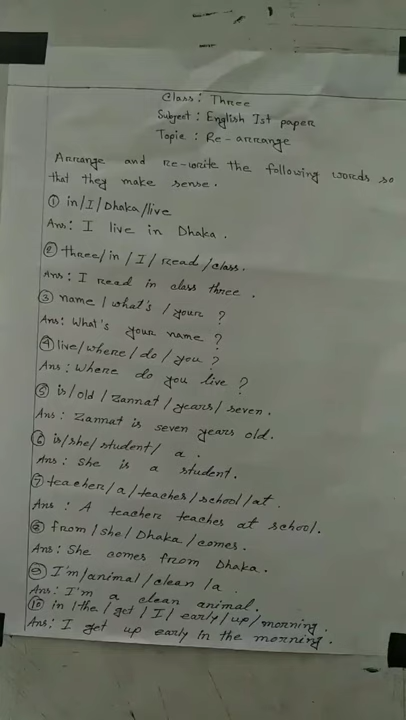 Class: Three
Subject: English Ist paper
Topic: Re-arrange
Arrange and re-write the following words so
that they make sense.
① in/I/Dhaka/live
Ans: I live in Dhaka.
② three/in/I/read/class.
Ans: I read in class three.
③ name/what's/your?
Ans: What's your name?
④ live/where/do/you?
Ans: Where do you live?
⑤ is/old/Zannat/years/seven.
Ans: Zannat is seven years old.
⑥ is/she/student/a.
Ans: She is a student.
⑦ teacher/a/teaches/school/at.
Ans: A teacher teaches at school.
⑧ from/she/Dhaka/comes.
Ans: She comes from Dhaka.
⑨ I'm/animal/clean/a.
Ans: I'm a clean animal.
⑩ in/the/get/I/early/up/morning.
Ans: I get up early in the morning.